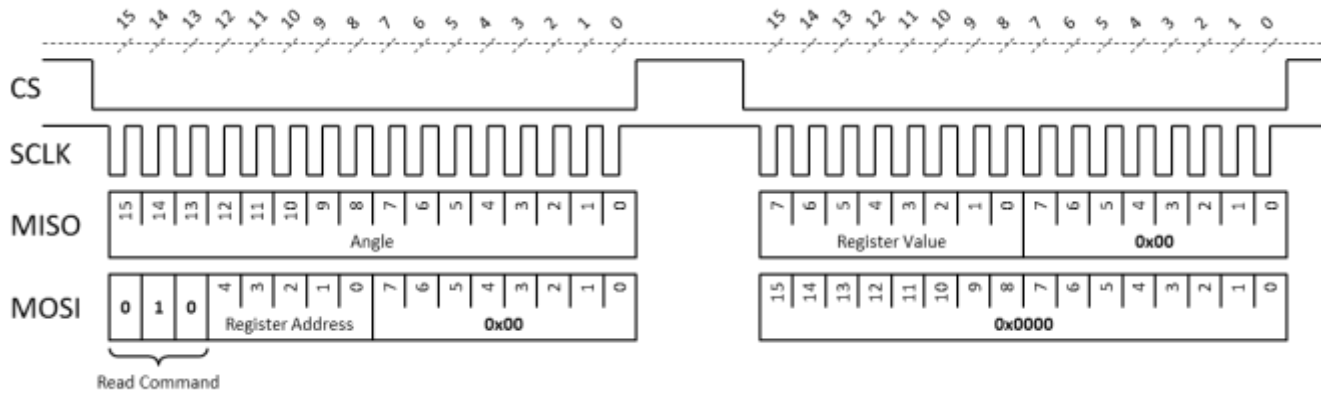 15 14 13 12 11 10 9 8 7 6 5 4 3 2 1 0 15 14 13 12 11 10 9 8 7 6 5 4 3 2 1 0
CS
SCLK
MISO 15 14 13 12 11 10 9 8 7 6 5 4 3 2 1 0 7 6 5 4 3 2 1 0 7 6 5 4 3 2 1 0
Angle Register Value 0x00
MOSI 0 1 0 4 3 2 1 0 7 6 5 4 3 2 1 0 15 14 13 12 11 10 9 8 7 6 5 4 3 2 1 0
Register Address 0x00 0x0000
Read Command